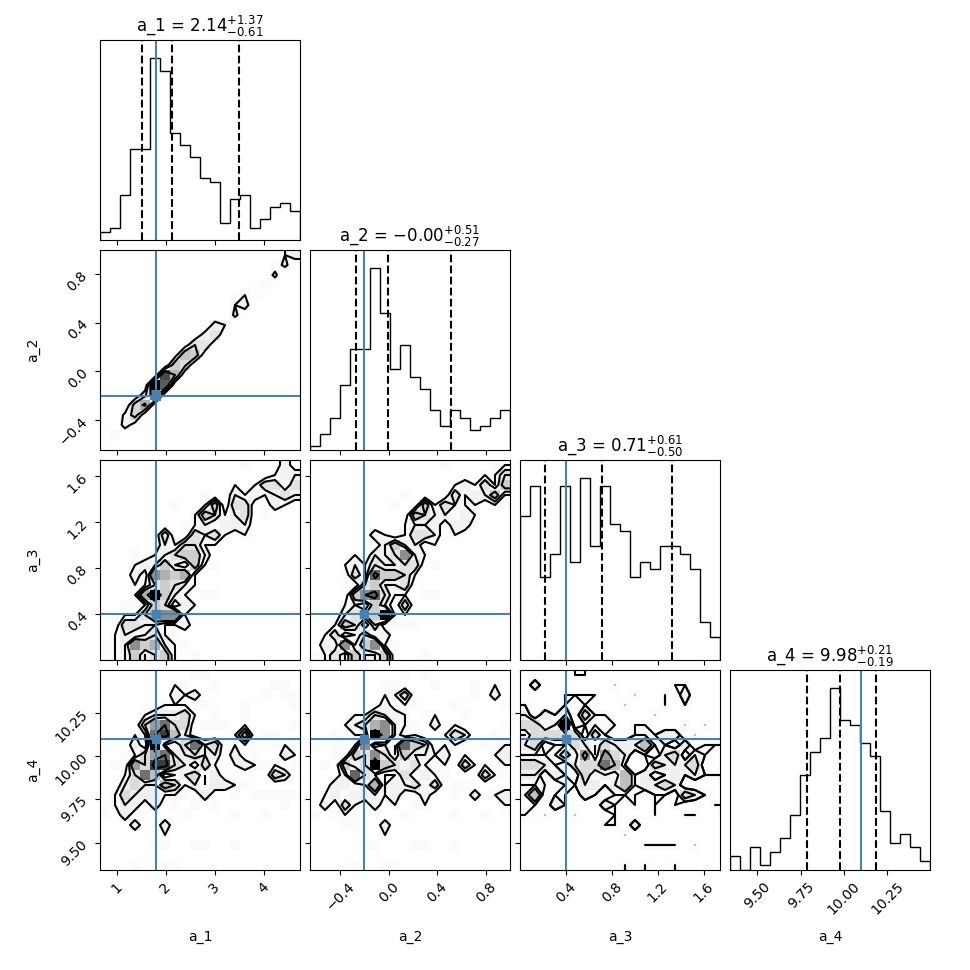 a_1 = 2.14+1.37−0.61
a_2 = −0.00+0.51−0.27
a_2
0.8
0.4
0.0
−0.4
a_3 = 0.71+0.61−0.50
a_3
1.6
1.2
0.8
0.4
a_4 = 9.98+0.21−0.19
a_4
10.25
10.00
9.75
9.50
1 2 3 4
−0.4 0.0 0.4 0.8
0.4 0.8 1.2 1.6
9.50 9.75 10.00 10.25
a_1 a_2 a_3 a_4